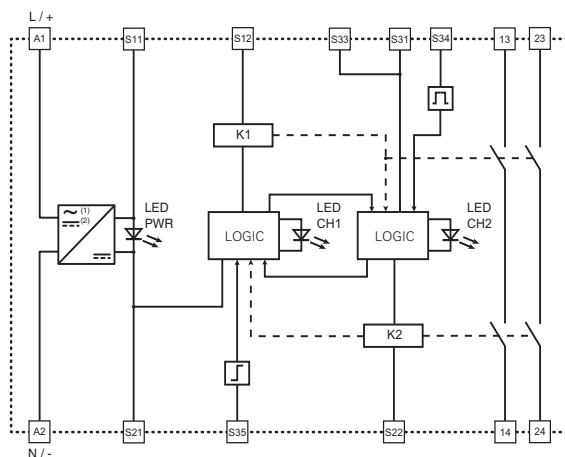 L / +
A1 S11 S12 S33 S31 S34 13 23
K1
(1)
(2)
LED
PWR
LOGIC
LED
CH1
LOGIC
LED
CH2
K2
A2 S21 S35 S22 14 24
N / -